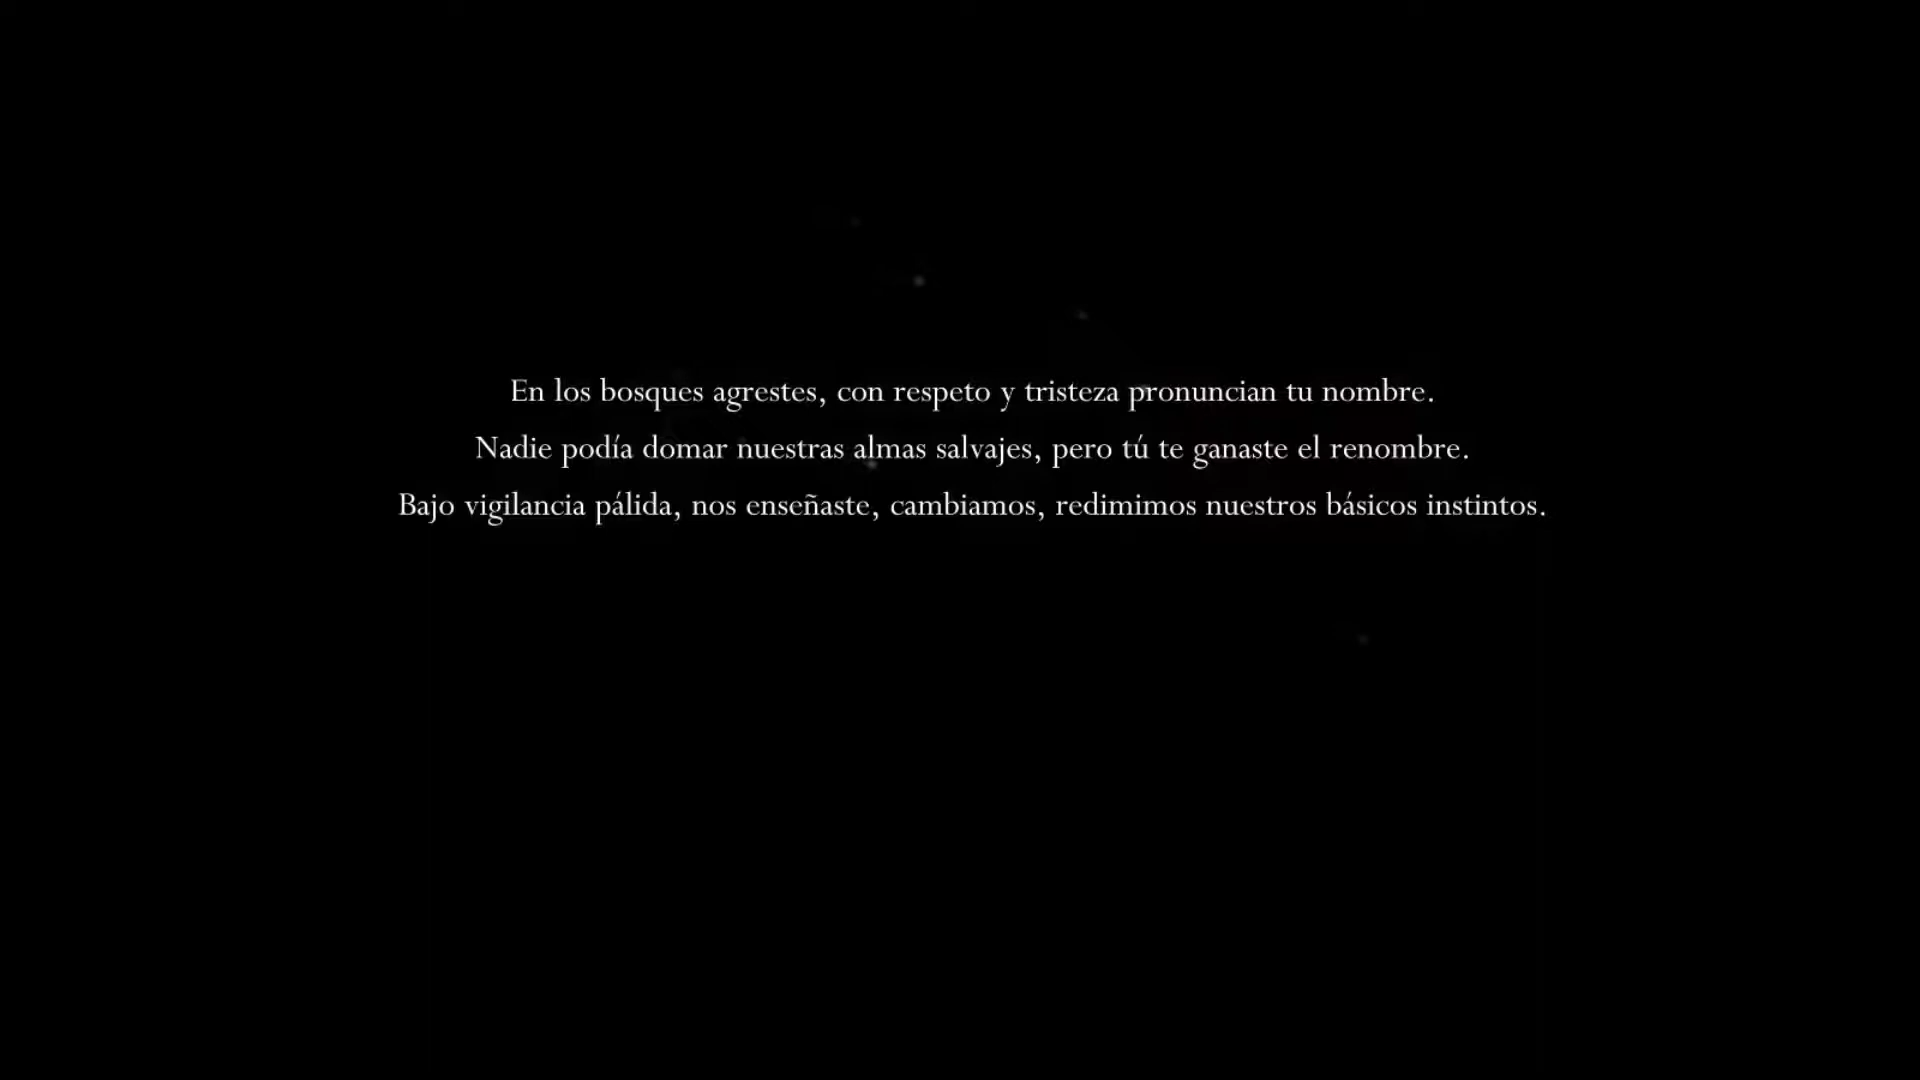 En los bosques agrestes, con respeto y tristeza pronuncian tu nombre.
Nadie podía domar nuestras almas salvajes, pero tú te ganaste el renombre.
Bajo vigilancia pálida, nos enseñaste, cambiamos, redimimos nuestros básicos instintos.